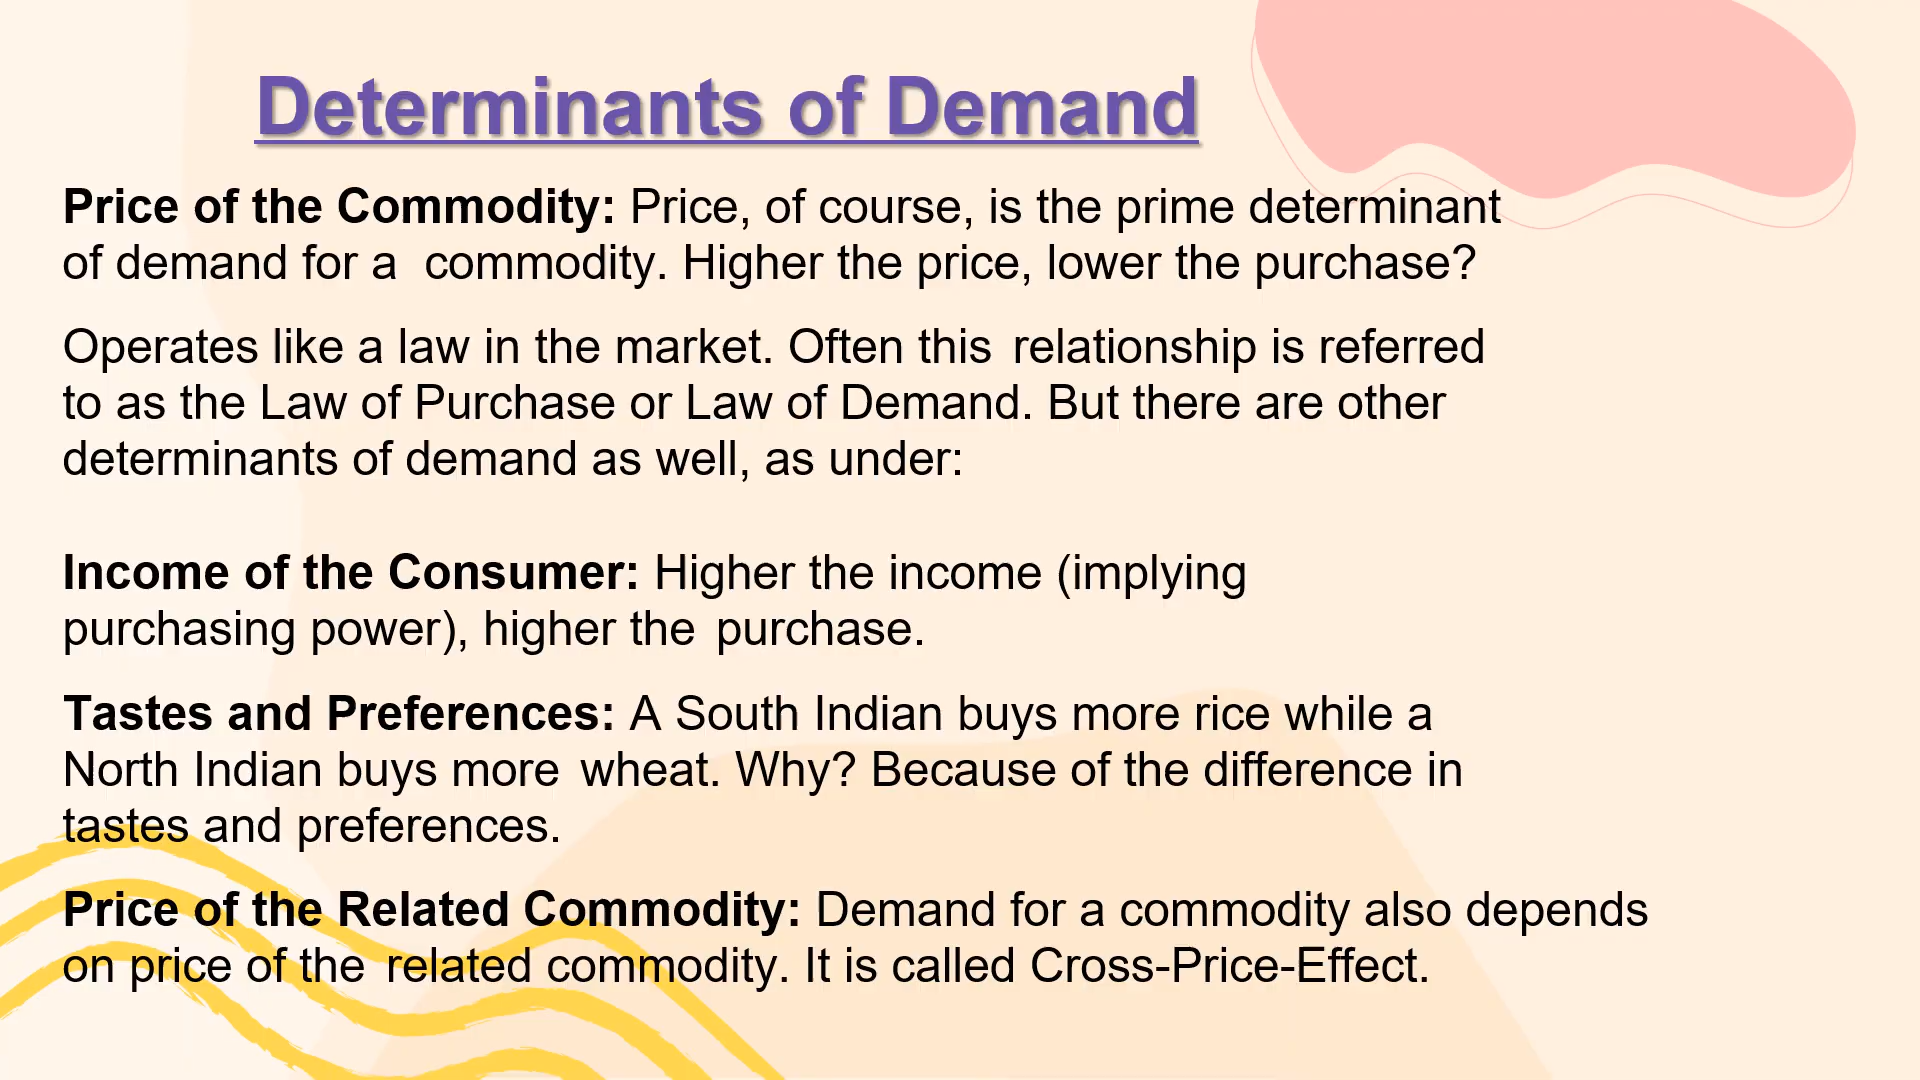 Determinants of Demand
Price of the Commodity: Price, of course, is the prime determinant
of demand for a commodity. Higher the price, lower the purchase?
Operates like a law in the market. Often this relationship is referred
to as the Law of Purchase or Law of Demand. But there are other
determinants of demand as well, as under:
Income of the Consumer: Higher the income (implying
purchasing power), higher the purchase.
Tastes and Preferences: A South Indian buys more rice while a
North Indian buys more wheat. Why? Because of the difference in
tastes and preferences.
Price of the Related Commodity: Demand for a commodity also depends
on price of the related commodity. It is called Cross-Price-Effect.